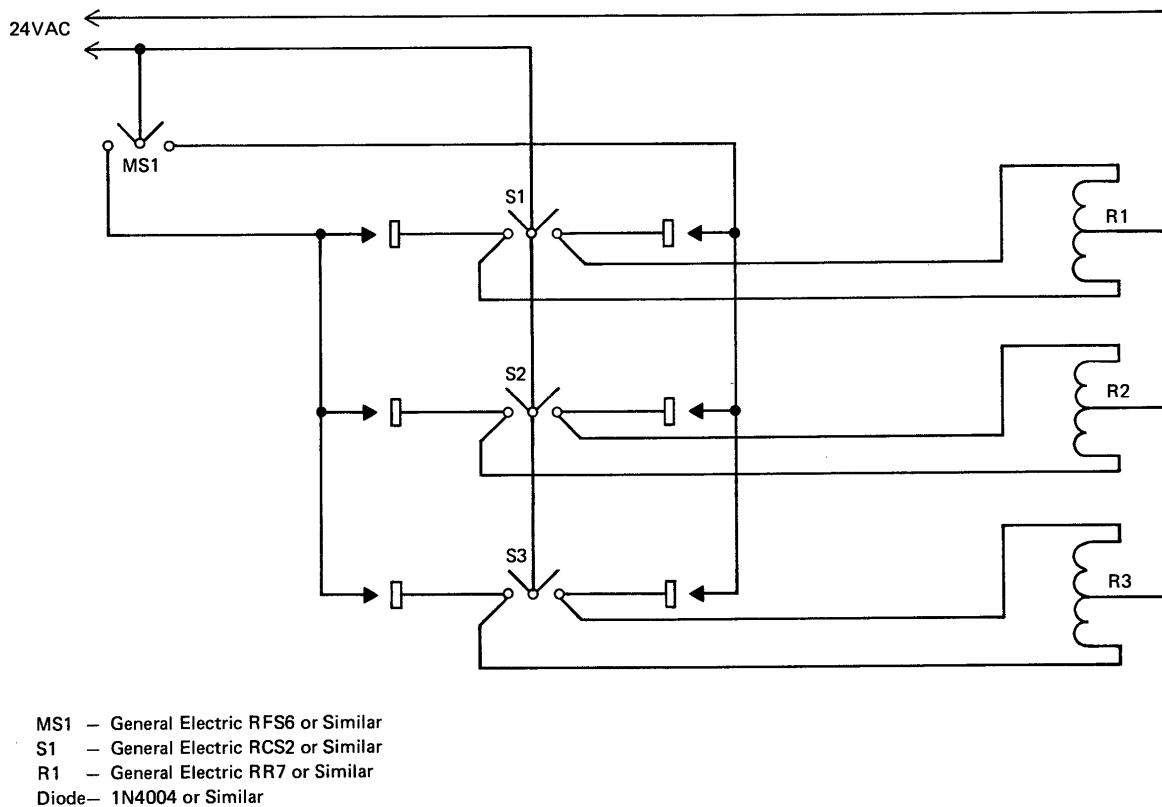 24VAC
MS1
S1
R1
S2
R2
S3
R3
MS1 — General Electric RFS6 or Similar
S1 — General Electric RCS2 or Similar
R1 — General Electric RR7 or Similar
Diode— 1N4004 or Similar